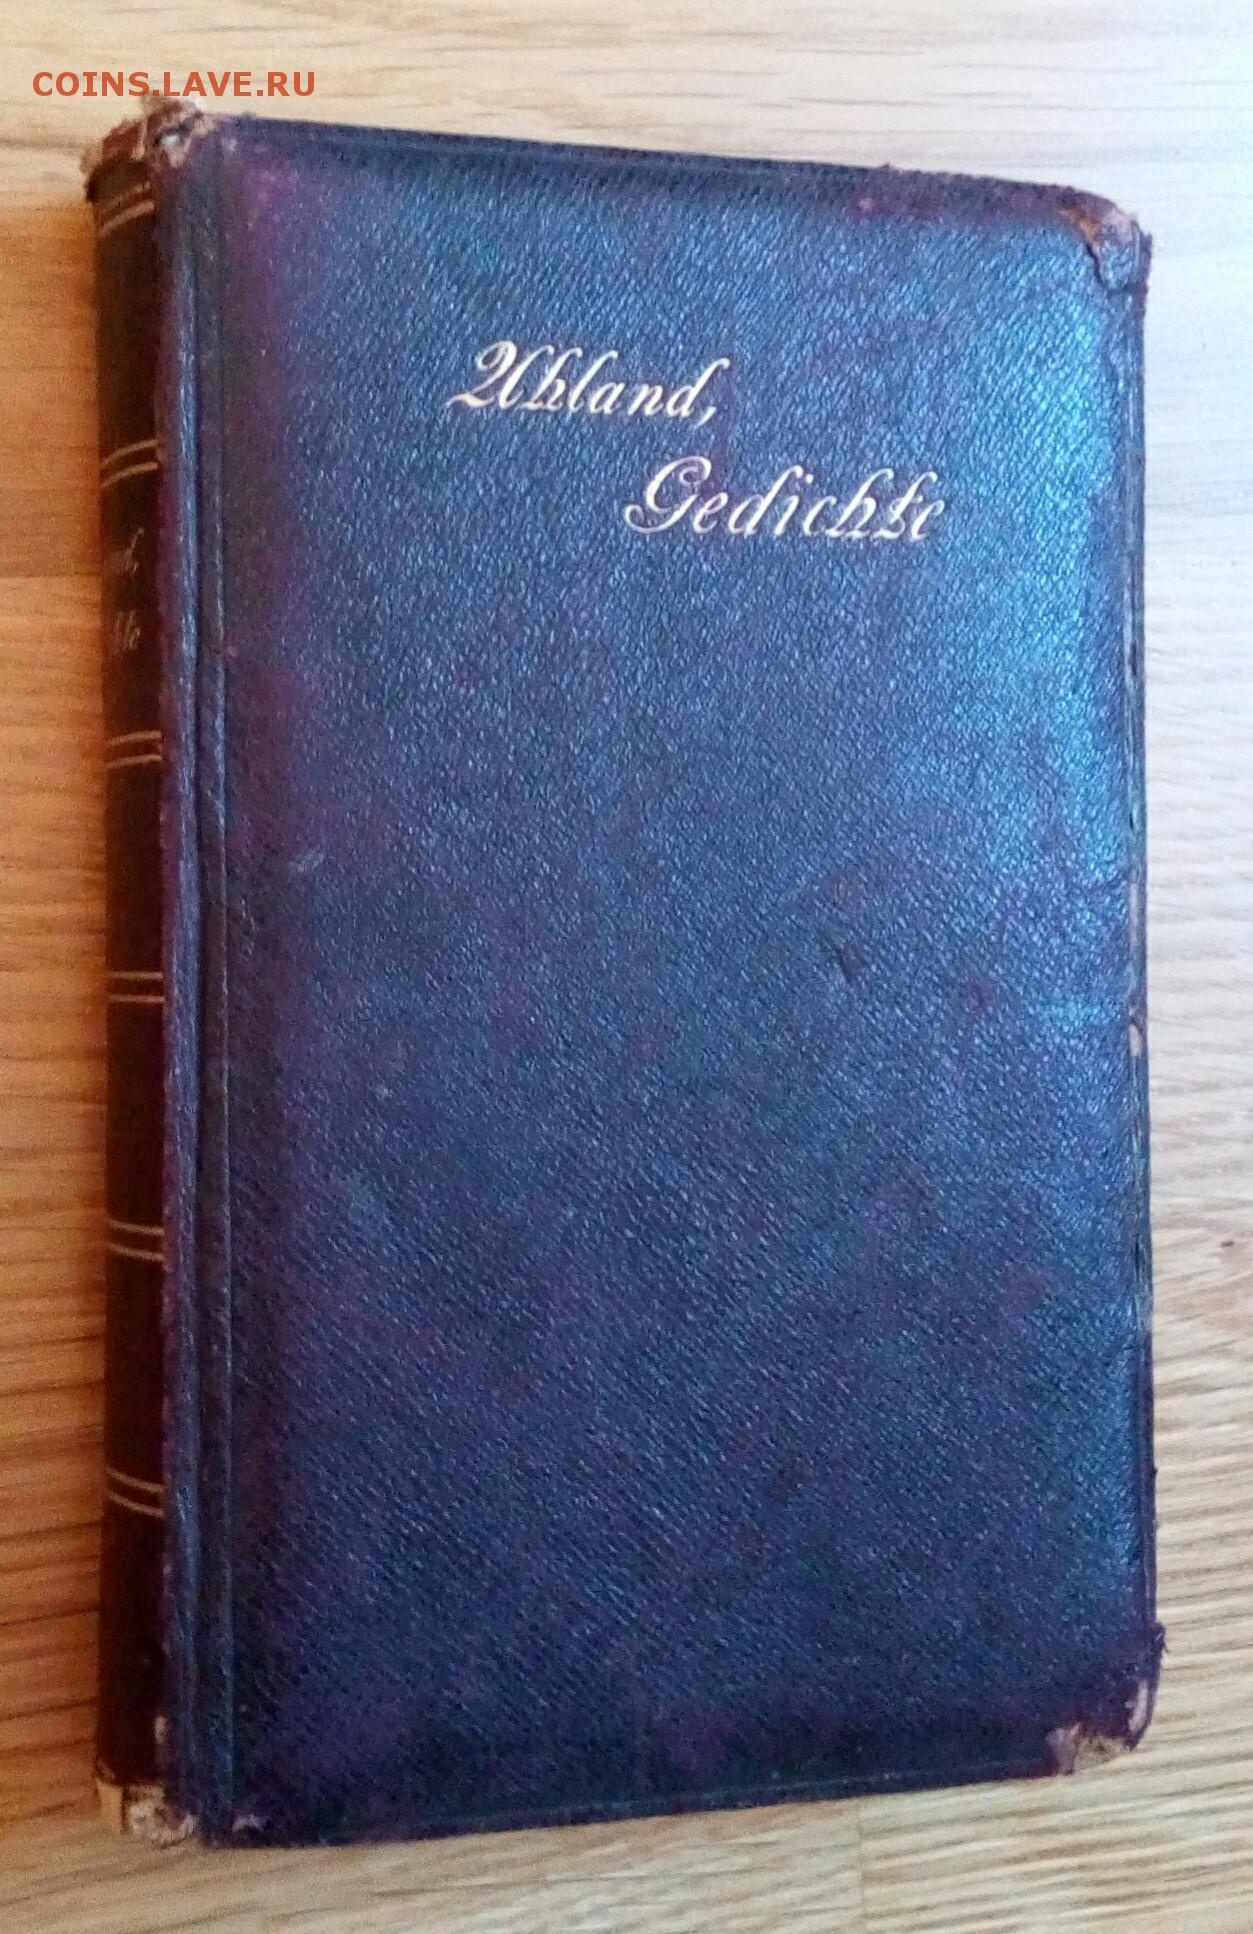 COINS.LAVE.RU
Uhland,
Gedichte